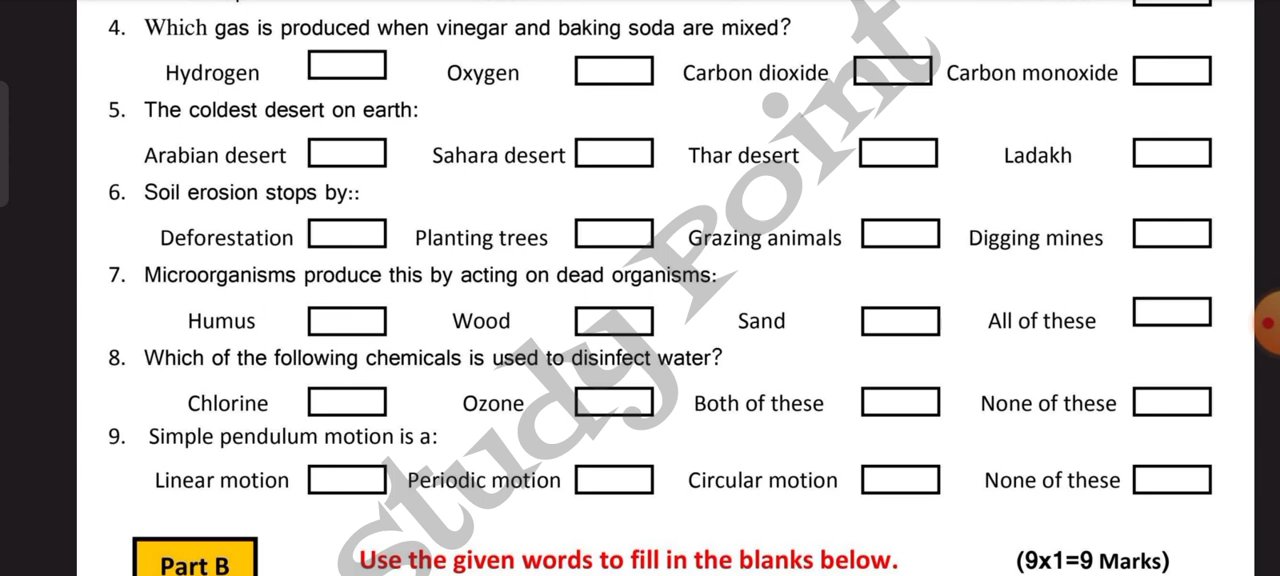 4. Which gas is produced when vinegar and baking soda are mixed?
Hydrogen Oxygen Carbon dioxide Carbon monoxide
5. The coldest desert on earth:
Arabian desert Sahara desert Thar desert Ladakh
6. Soil erosion stops by::
Deforestation Planting trees Grazing animals Digging mines
7. Microorganisms produce this by acting on dead organisms:
Humus Wood Sand All of these
8. Which of the following chemicals is used to disinfect water?
Chlorine Ozone Both of these None of these
9. Simple pendulum motion is a:
Linear motion Periodic motion Circular motion None of these
Part B Use the given words to fill in the blanks below. (9x1=9 Marks)
Study Point